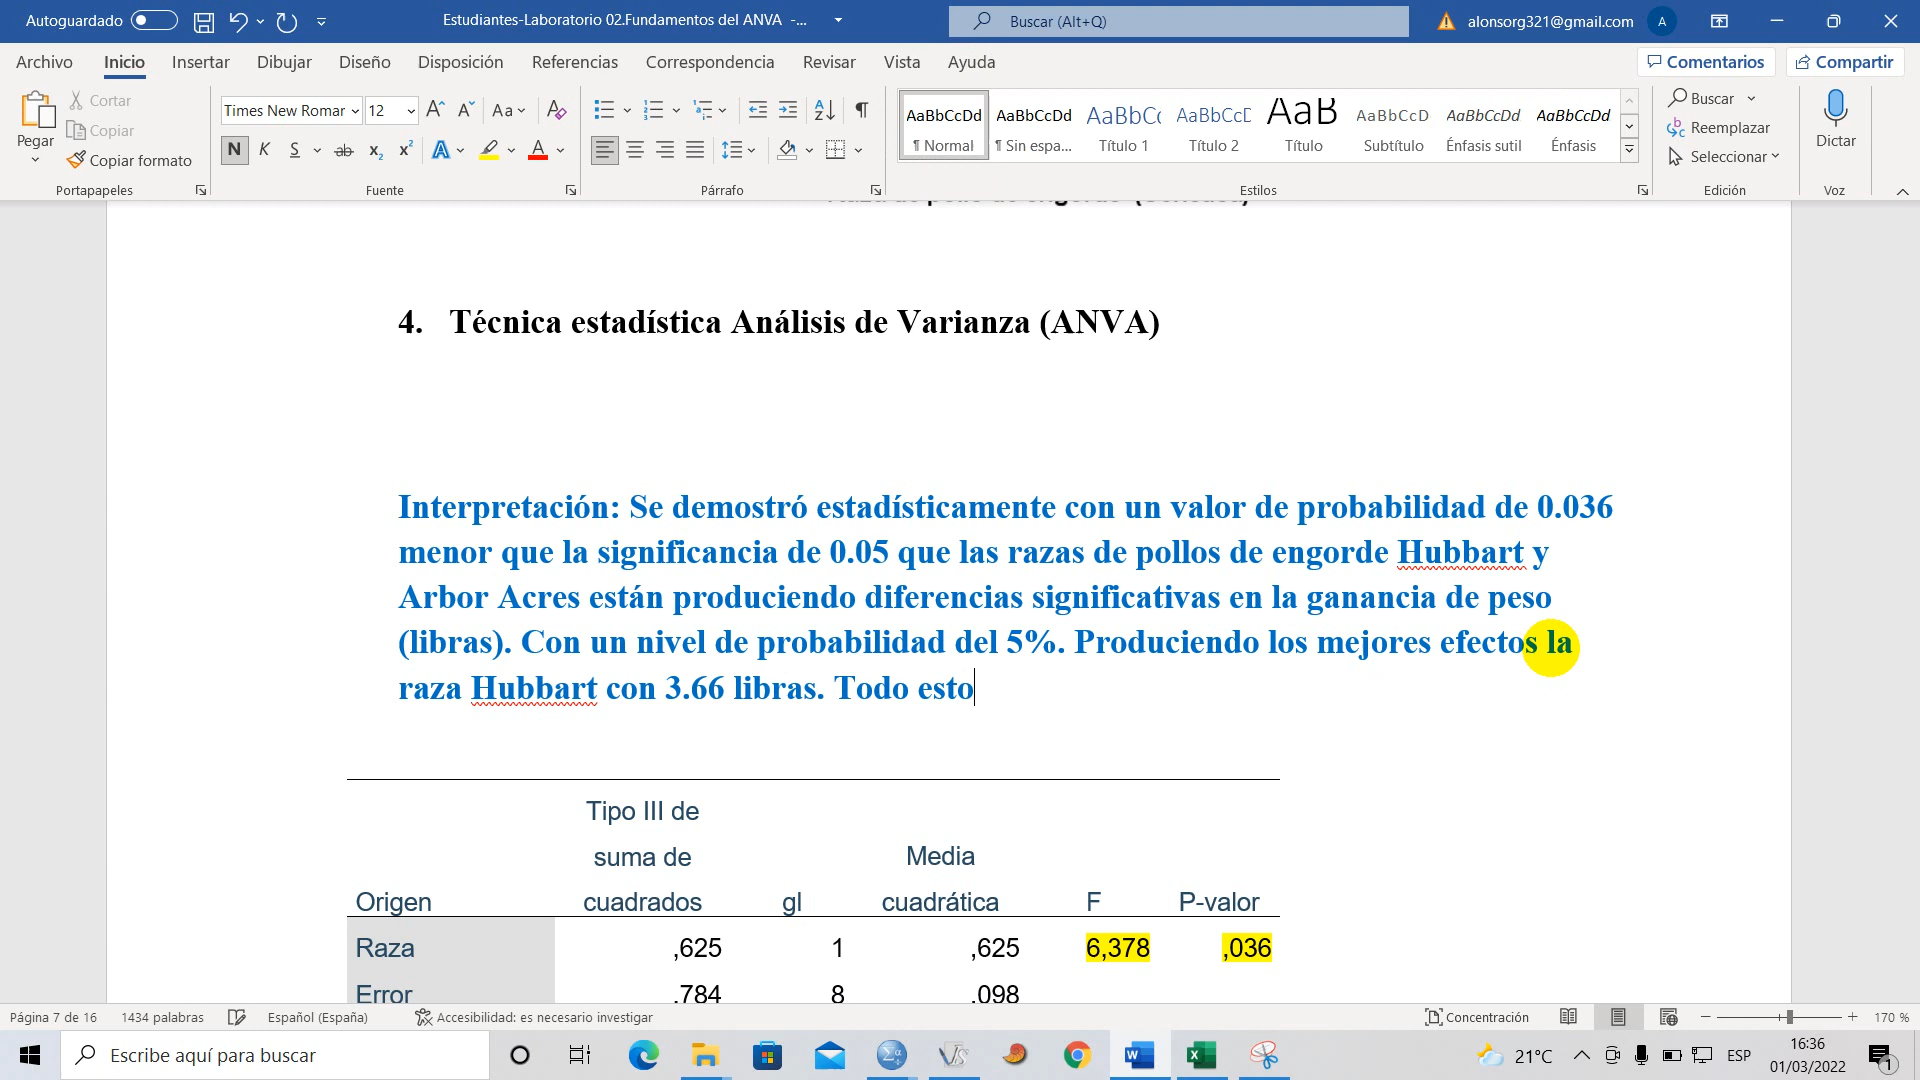 Autoguardado
Estudiantes-Laboratorio 02.Fundamentos del ANVA -...
Buscar (Alt+Q)
alonsorg321@gmail.com
A
Archivo
Inicio
Insertar
Dibujar
Diseño
Disposición
Referencias
Correspondencia
Revisar
Vista
Ayuda
Comentarios
Compartir
Pegar
Cortar
Copiar
Copiar formato
Portapapeles
Times New Romar
12
Fuente
Párrafo
AaBbCcDd
¶ Normal
AaBbCcDd
¶ Sin espa...
AaBbCc
Título 1
AaBbCcD
Título 2
AaB
Título
AaBbCcD
Subtítulo
AaBbCcDd
Énfasis sutil
AaBbCcDd
Énfasis
Estilos
Buscar
Reemplazar
Seleccionar
Edición
Dictar
Voz
4. Técnica estadística Análisis de Varianza (ANVA)
Interpretación: Se demostró estadísticamente con un valor de probabilidad de 0.036
menor que la significancia de 0.05 que las razas de pollos de engorde Hubbart y
Arbor Acres están produciendo diferencias significativas en la ganancia de peso
(libras). Con un nivel de probabilidad del 5%. Produciendo los mejores efectos la
raza Hubbart con 3.66 libras. Todo esto
Tipo III de
suma de Media
Origen cuadrados gl cuadrática F P-valor
Raza ,625 1 ,625 6,378 ,036
Error ,784 8 ,098
Página 7 de 16
1434 palabras
Español (España)
Accesibilidad: es necesario investigar
Concentración
170 %
Escribe aquí para buscar
21°C
ESP
16:36
01/03/2022
1